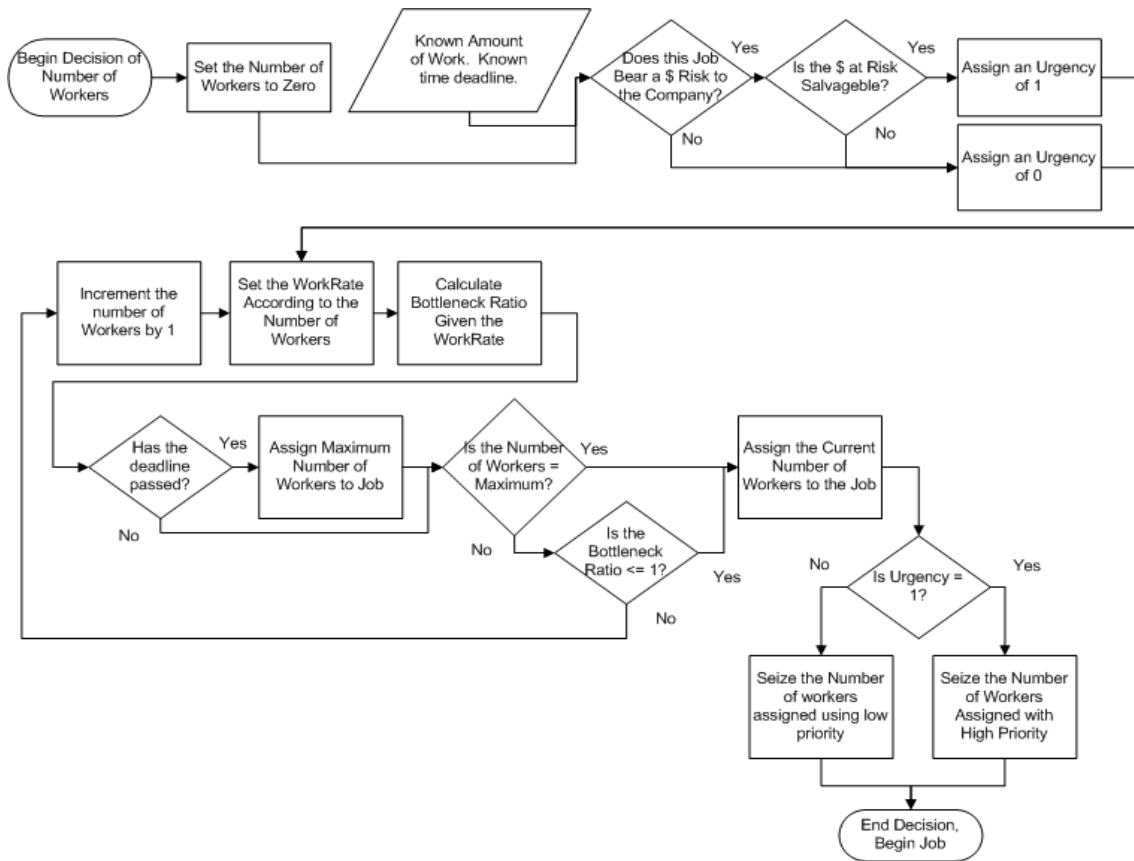 Begin Decision of
Number of
Workers
Set the Number of
Workers to Zero
Known Amount
of Work.  Known
time deadline.
Does this Job
Bear a $ Risk to
the Company?
Yes
No
Is the $ at Risk
Salvageble?
Yes
No
Assign an Urgency
of 1
Assign an Urgency
of 0
Increment the
number of
Workers by 1
Set the WorkRate
According to the
Number of
Workers
Calculate
Bottleneck Ratio
Given the
WorkRate
Has the
deadline
passed?
Yes
No
Assign Maximum
Number of
Workers to Job
Is the Number
of Workers =
Maximum?
Yes
No
Is the
Bottleneck
Ratio <= 1?
Yes
No
Assign the Current
Number of
Workers to the Job
Is Urgency =
1?
No
Yes
Seize the Number
of workers
assigned using low
priority
Seize the Number
of Workers
Assigned with
High Priority
End Decision,
Begin Job